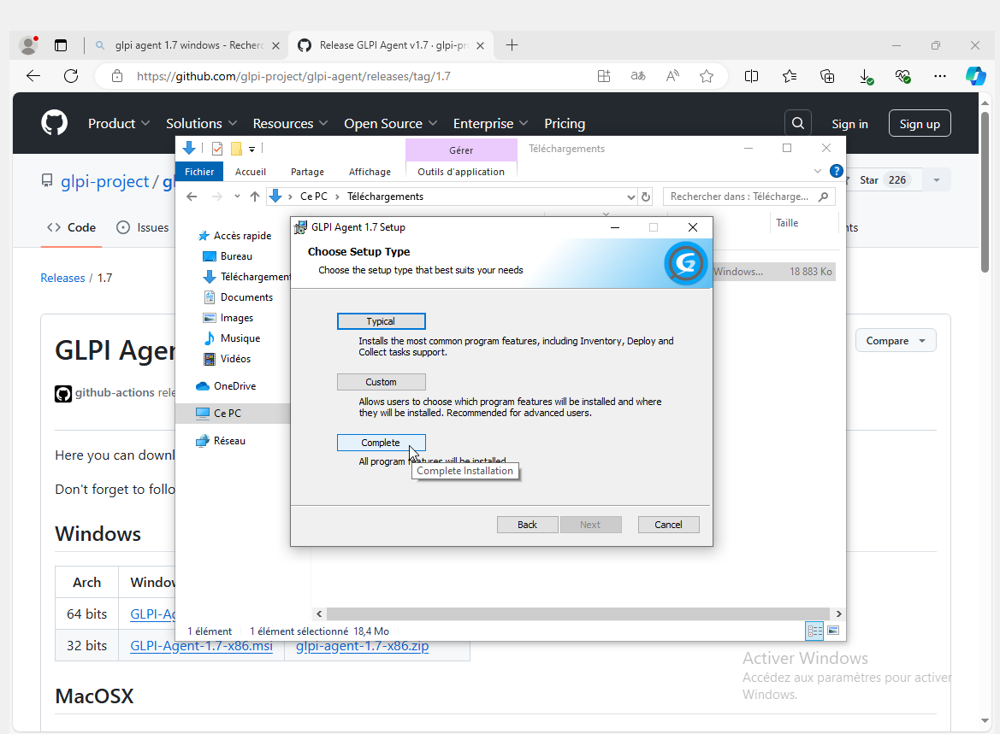 glpi agent 1.7 windows - Recherc
Release GLPI Agent v1.7 · glpi-pr
https://github.com/glpi-project/glpi-agent/releases/tag/1.7
Product
Solutions
Resources
Open Source
Enterprise
Pricing
Sign in
Sign up
Gérer
Téléchargements
Fichier
Accueil
Partage
Affichage
Outils d'application
glpi-project / gl
Star 226
Ce PC
Téléchargements
Rechercher dans : Télécharge...
Code
Issues
nts
Taille
Accès rapide
Bureau
Téléchargement
Documents
Images
Musique
Vidéos
OneDrive
Ce PC
Réseau
Windows...
18 883 Ko
GLPI Agent 1.7 Setup
Choose Setup Type
Choose the setup type that best suits your needs
Typical
Installs the most common program features, including Inventory, Deploy and
Collect tasks support.
Custom
Allows users to choose which program features will be installed and where
they will be installed. Recommended for advanced users.
Complete
All program features will be installed.
Complete Installation
Back
Next
Cancel
Releases / 1.7
GLPI Agen
Compare
github-actions rele
Here you can downl
Don't forget to follo
Windows
Arch
Window
64 bits
GLPI-Ag
1 élément
1 élément sélectionné 18,4 Mo
32 bits
GLPI-Agent-1.7-x86.msi
glpi-agent-1.7-x86.zip
Activer Windows
Accédez aux paramètres pour activer
Windows.
MacOSX